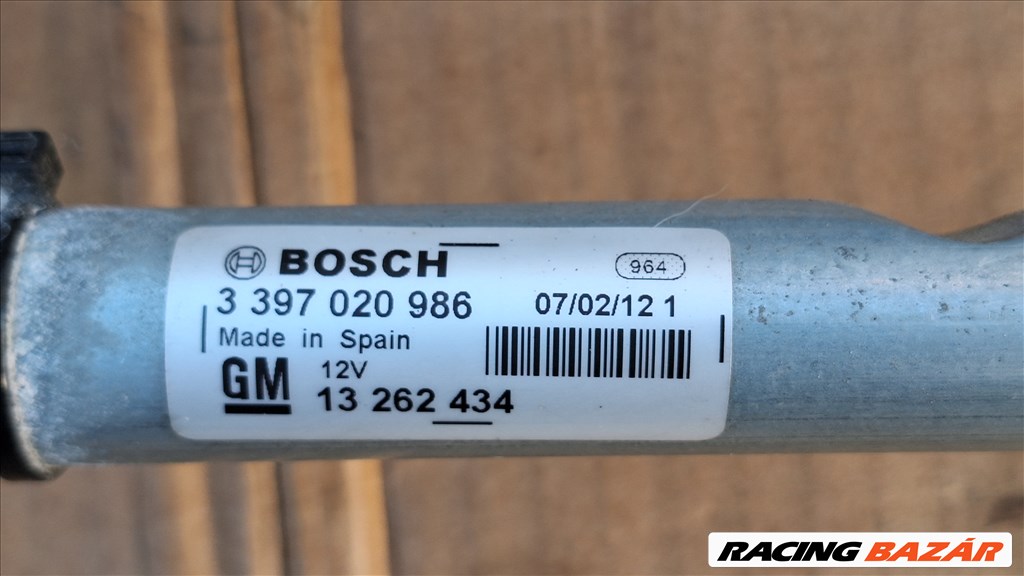 BOSCH
964
3 397 020 986
07/02/12 1
Made in Spain
GM
12V
13 262 434
RACING BAZÁR